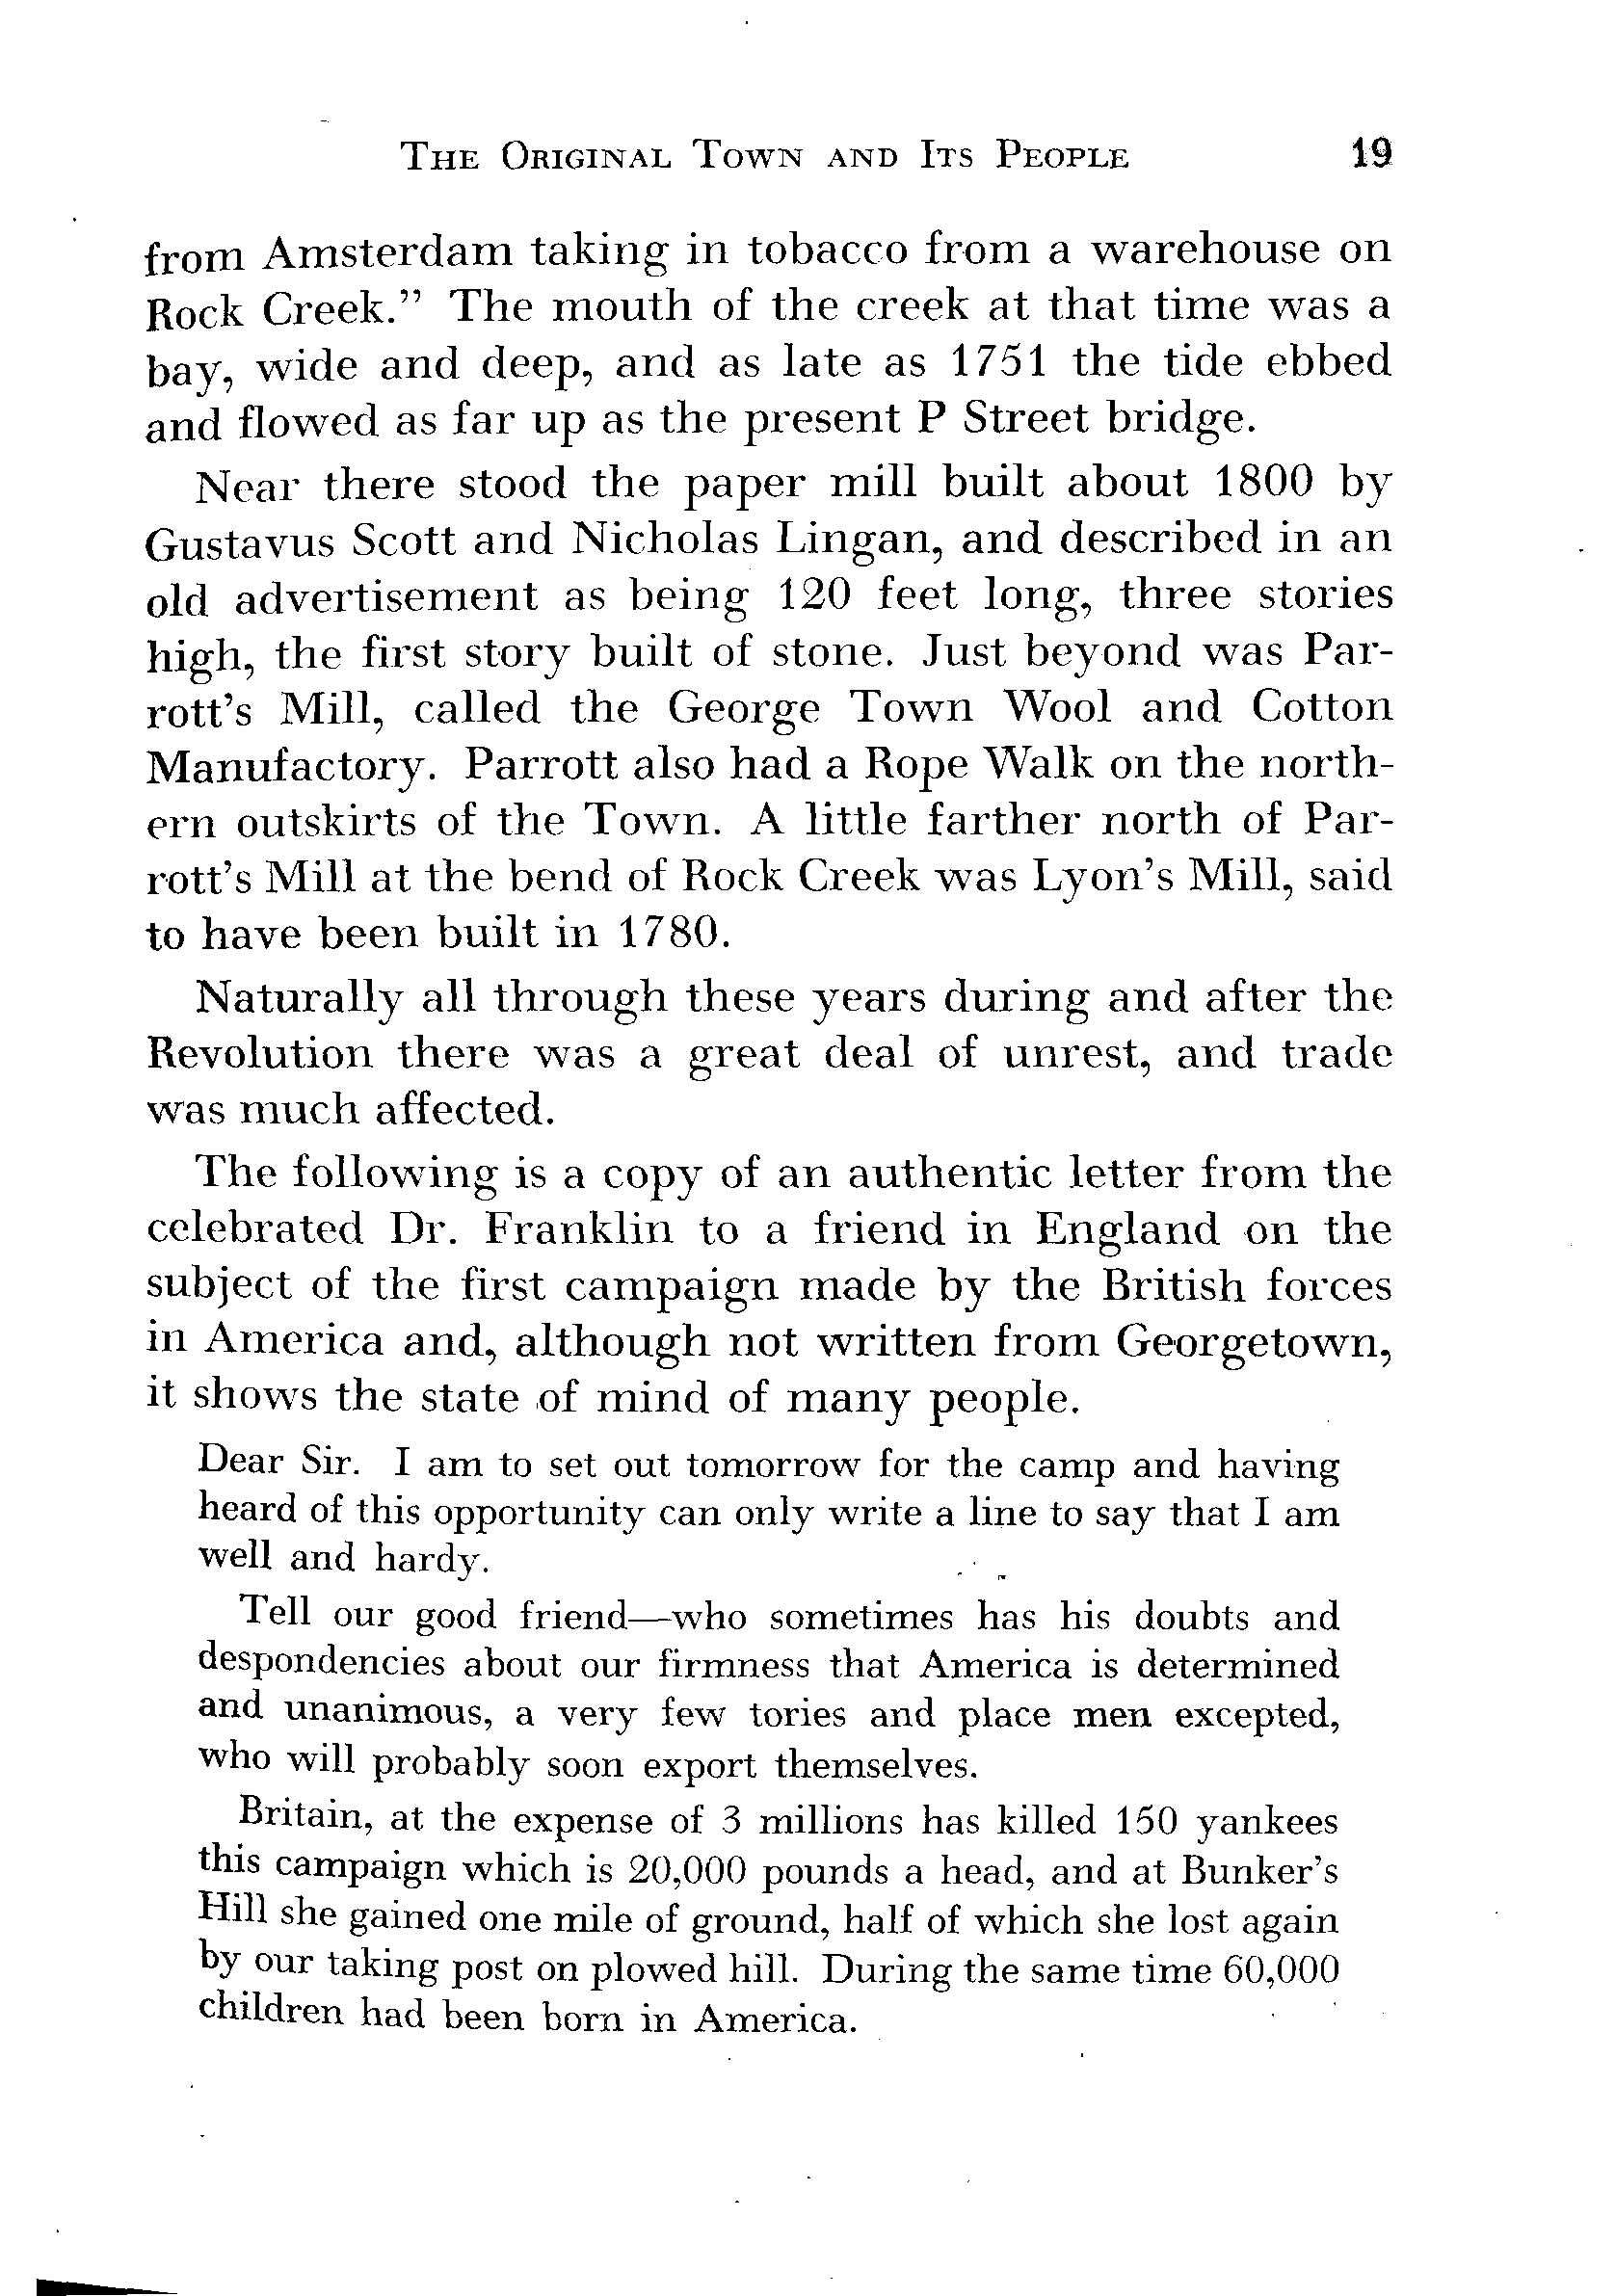 THE ORIGINAL TOWN AND ITS PEOPLE 19
from Amsterdam taking in tobacco from a warehouse on
Rock Creek.” The mouth of the creek at that time was a
bay, wide and deep, and as late as 1751 the tide ebbed
and flowed as far up as the present P Street bridge.
Near there stood the paper mill built about 1800 by
Gustavus Scott and Nicholas Lingan, and described in an
old advertisement as being 120 feet long, three stories
high, the first story built of stone. Just beyond was Par-
rott’s Mill, called the George Town Wool and Cotton
Manufactory. Parrott also had a Rope Walk on the north-
ern outskirts of the Town. A little farther north of Par-
rott’s Mill at the bend of Rock Creek was Lyon’s Mill, said
to have been built in 1780.
Naturally all through these years during and after the
Revolution there was a great deal of unrest, and trade
was much affected.
The following is a copy of an authentic letter from the
celebrated Dr. Franklin to a friend in England on the
subject of the first campaign made by the British forces
in America and, although not written from Georgetown,
it shows the state of mind of many people.
Dear Sir. I am to set out tomorrow for the camp and having
heard of this opportunity can only write a line to say that I am
well and hardy.
Tell our good friend—who sometimes has his doubts and
despondencies about our firmness that America is determined
and unanimous, a very few tories and place men excepted,
who will probably soon export themselves.
Britain, at the expense of 3 millions has killed 150 yankees
this campaign which is 20,000 pounds a head, and at Bunker’s
Hill she gained one mile of ground, half of which she lost again
by our taking post on plowed hill. During the same time 60,000
children had been born in America.